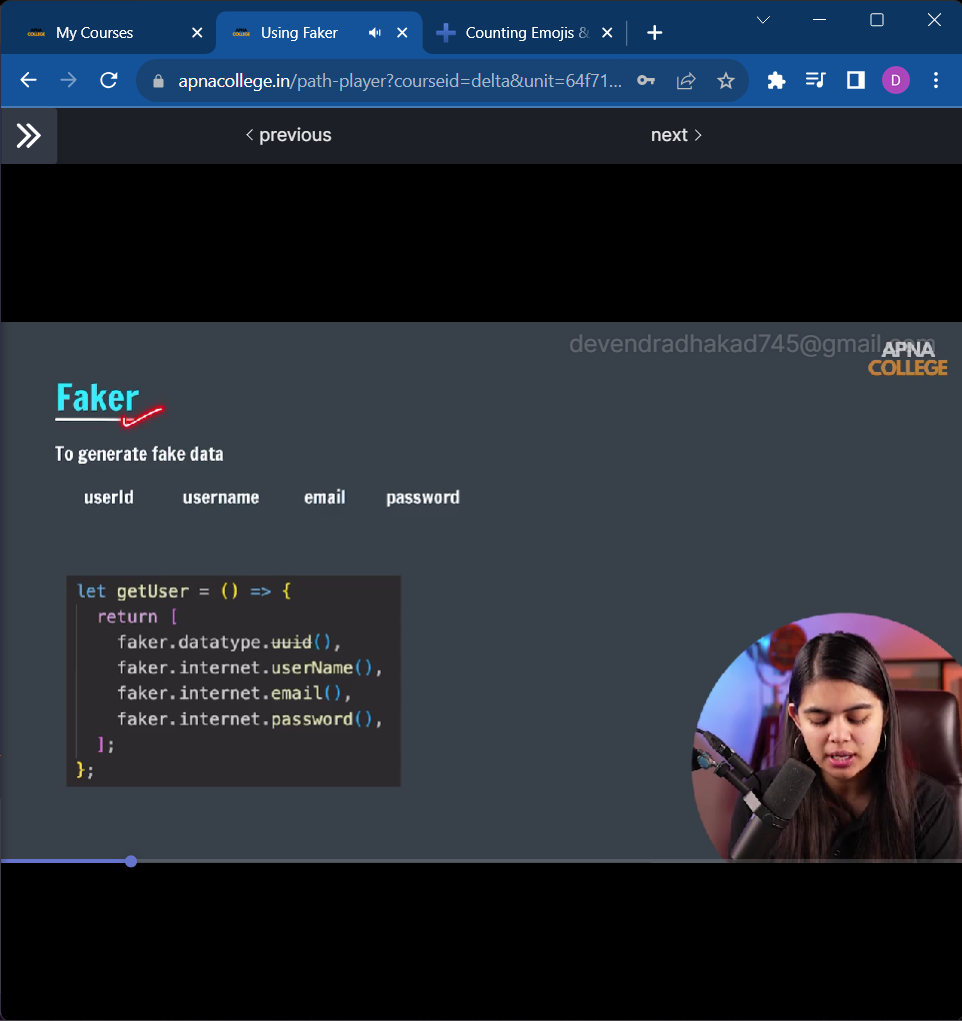 My Courses
Using Faker
Counting Emojis &
apnacollege.in/path-player?courseid=delta&unit=64f71...
D
previous
next
devendradhakad745@gmail.com
APNA
COLLEGE
Faker
To generate fake data
userId username email password
let getUser = () => {
return [
faker.datatype.uuid(),
faker.internet.userName(),
faker.internet.email(),
faker.internet.password(),
];
};